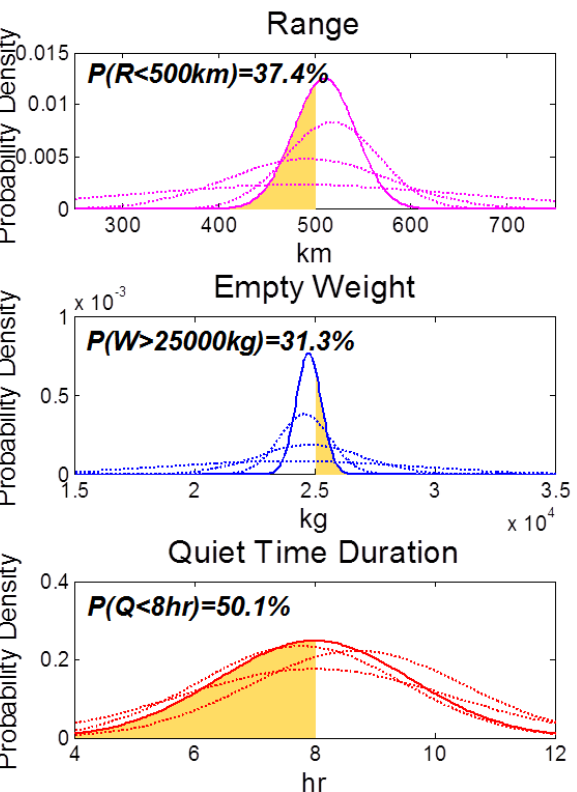 Range
Probability Density
0.015
0.01
0.005
0
P(R<500km)=37.4%
300 400 500 600 700
km
Empty Weight
x 10^-3
Probability Density
1
0.5
0
P(W>25000kg)=31.3%
1.5 2 2.5 3 3.5
kg
x 10^4
Quiet Time Duration
Probability Density
0.4
0.2
0
P(Q<8hr)=50.1%
4 6 8 10 12
hr